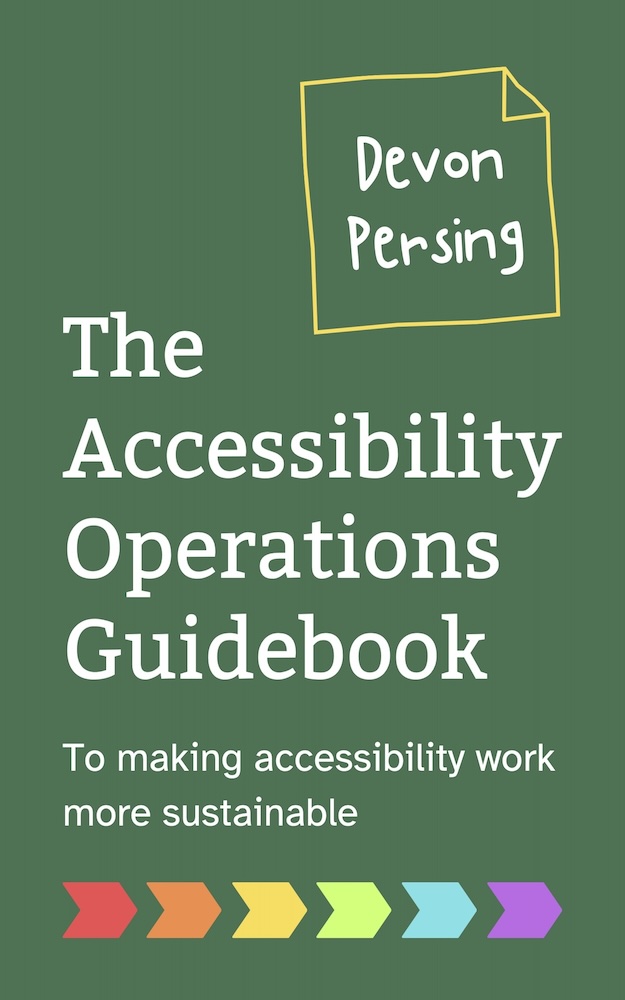 Devon
Persing
The
Accessibility
Operations
Guidebook
To making accessibility work
more sustainable